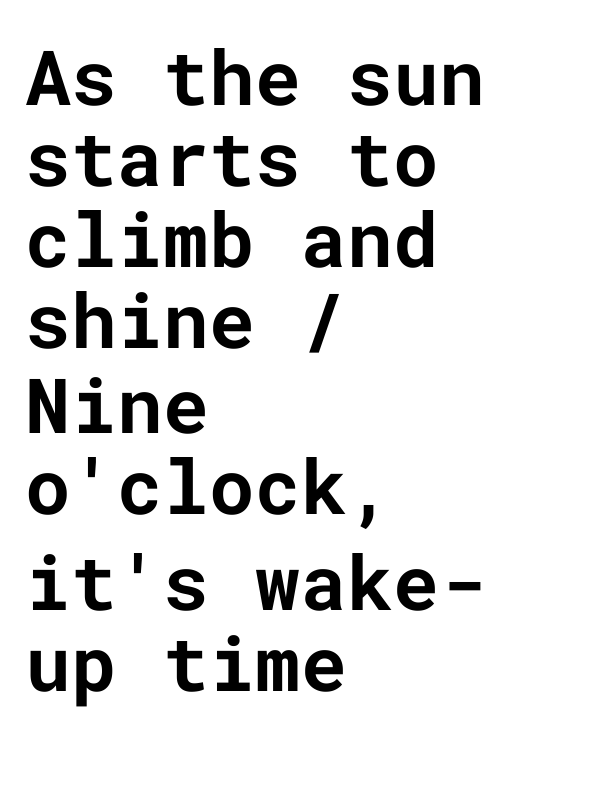 As the sun
starts to
climb and
shine /
Nine
o'clock,
it's wake-
up time